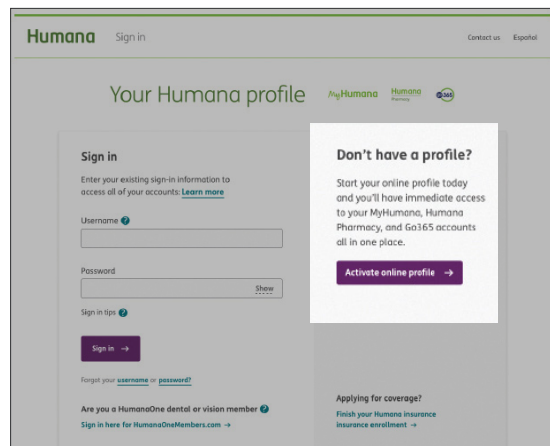 Humana Sign in Contact us Español
Your Humana profile MyHumana Humana Pharmacy Go365
Sign in
Enter your existing sign-in information to
access all of your accounts: Learn more
Username ?
Password
Show
Sign in tips ?
Sign in →
Forgot your username or password?
Are you a HumanaOne dental or vision member ?
Sign in here for HumanaOneMembers.com →
Don't have a profile?
Start your online profile today
and you'll have immediate access
to your MyHumana, Humana
Pharmacy, and Go365 accounts
all in one place.
Activate online profile →
Applying for coverage?
Finish your Humana insurance
insurance enrollment →